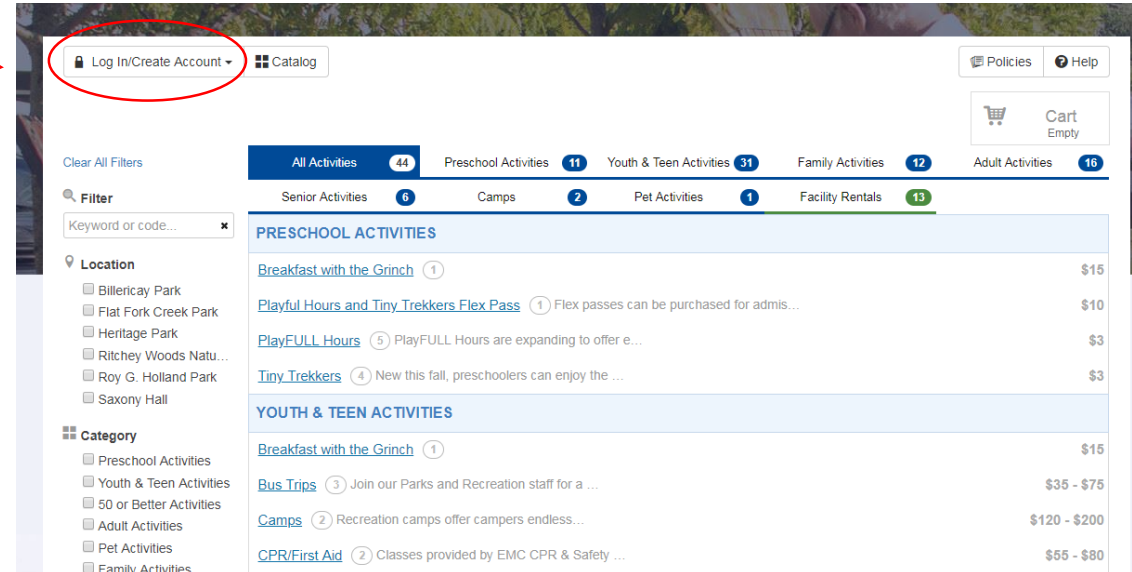 Log In/Create Account
Catalog
Policies
Help
Cart
Empty
Clear All Filters
All Activities 44
Preschool Activities 11
Youth & Teen Activities 31
Family Activities 12
Adult Activities 16
Senior Activities 6
Camps 2
Pet Activities 1
Facility Rentals 13
Filter
Keyword or code...
Location
Billericay Park
Flat Fork Creek Park
Heritage Park
Ritchey Woods Natu...
Roy G. Holland Park
Saxony Hall
Category
Preschool Activities
Youth & Teen Activities
50 or Better Activities
Adult Activities
Pet Activities
Family Activities
PRESCHOOL ACTIVITIES
Breakfast with the Grinch 1 $15
Playful Hours and Tiny Trekkers Flex Pass 1 Flex passes can be purchased for admis... $10
PlayFULL Hours 5 PlayFULL Hours are expanding to offer e... $3
Tiny Trekkers 4 New this fall, preschoolers can enjoy the ... $3
YOUTH & TEEN ACTIVITIES
Breakfast with the Grinch 1 $15
Bus Trips 3 Join our Parks and Recreation staff for a ... $35 - $75
Camps 2 Recreation camps offer campers endless... $120 - $200
CPR/First Aid 2 Classes provided by EMC CPR & Safety ... $55 - $80